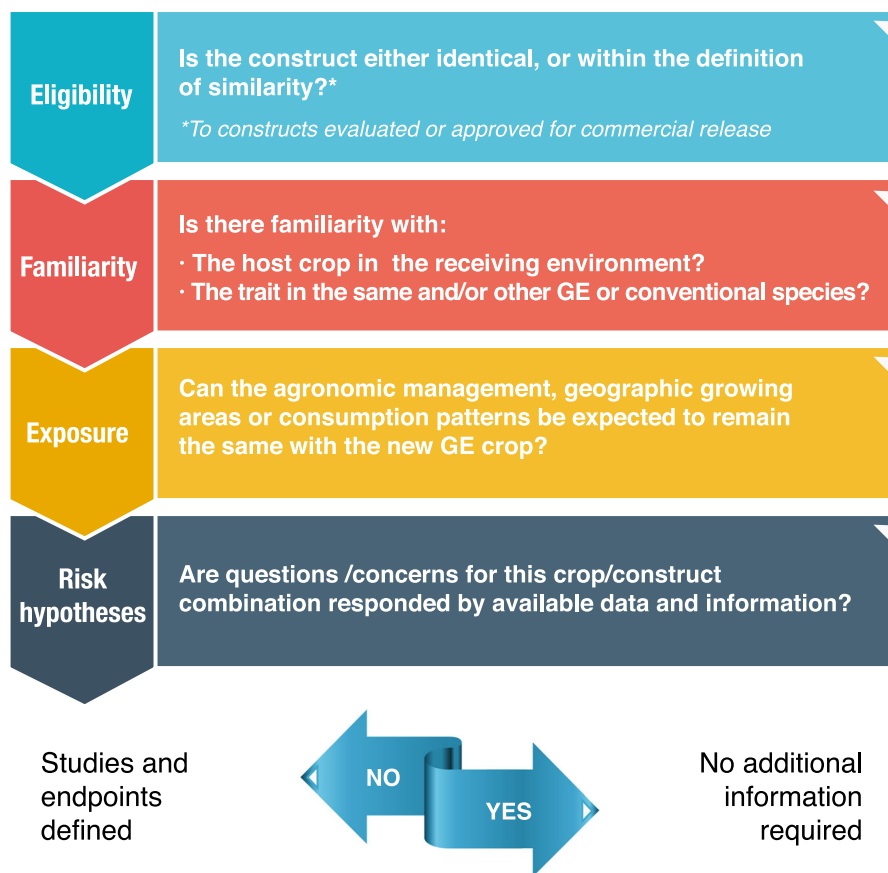 Eligibility
Is the construct either identical, or within the definition
of similarity?*
*To constructs evaluated or approved for commercial release
Familiarity
Is there familiarity with:
· The host crop in the receiving environment?
· The trait in the same and/or other GE or conventional species?
Exposure
Can the agronomic management, geographic growing
areas or consumption patterns be expected to remain
the same with the new GE crop?
Risk
hypotheses
Are questions /concerns for this crop/construct
combination responded by available data and information?
Studies and
endpoints
defined
NO
YES
No additional
information
required